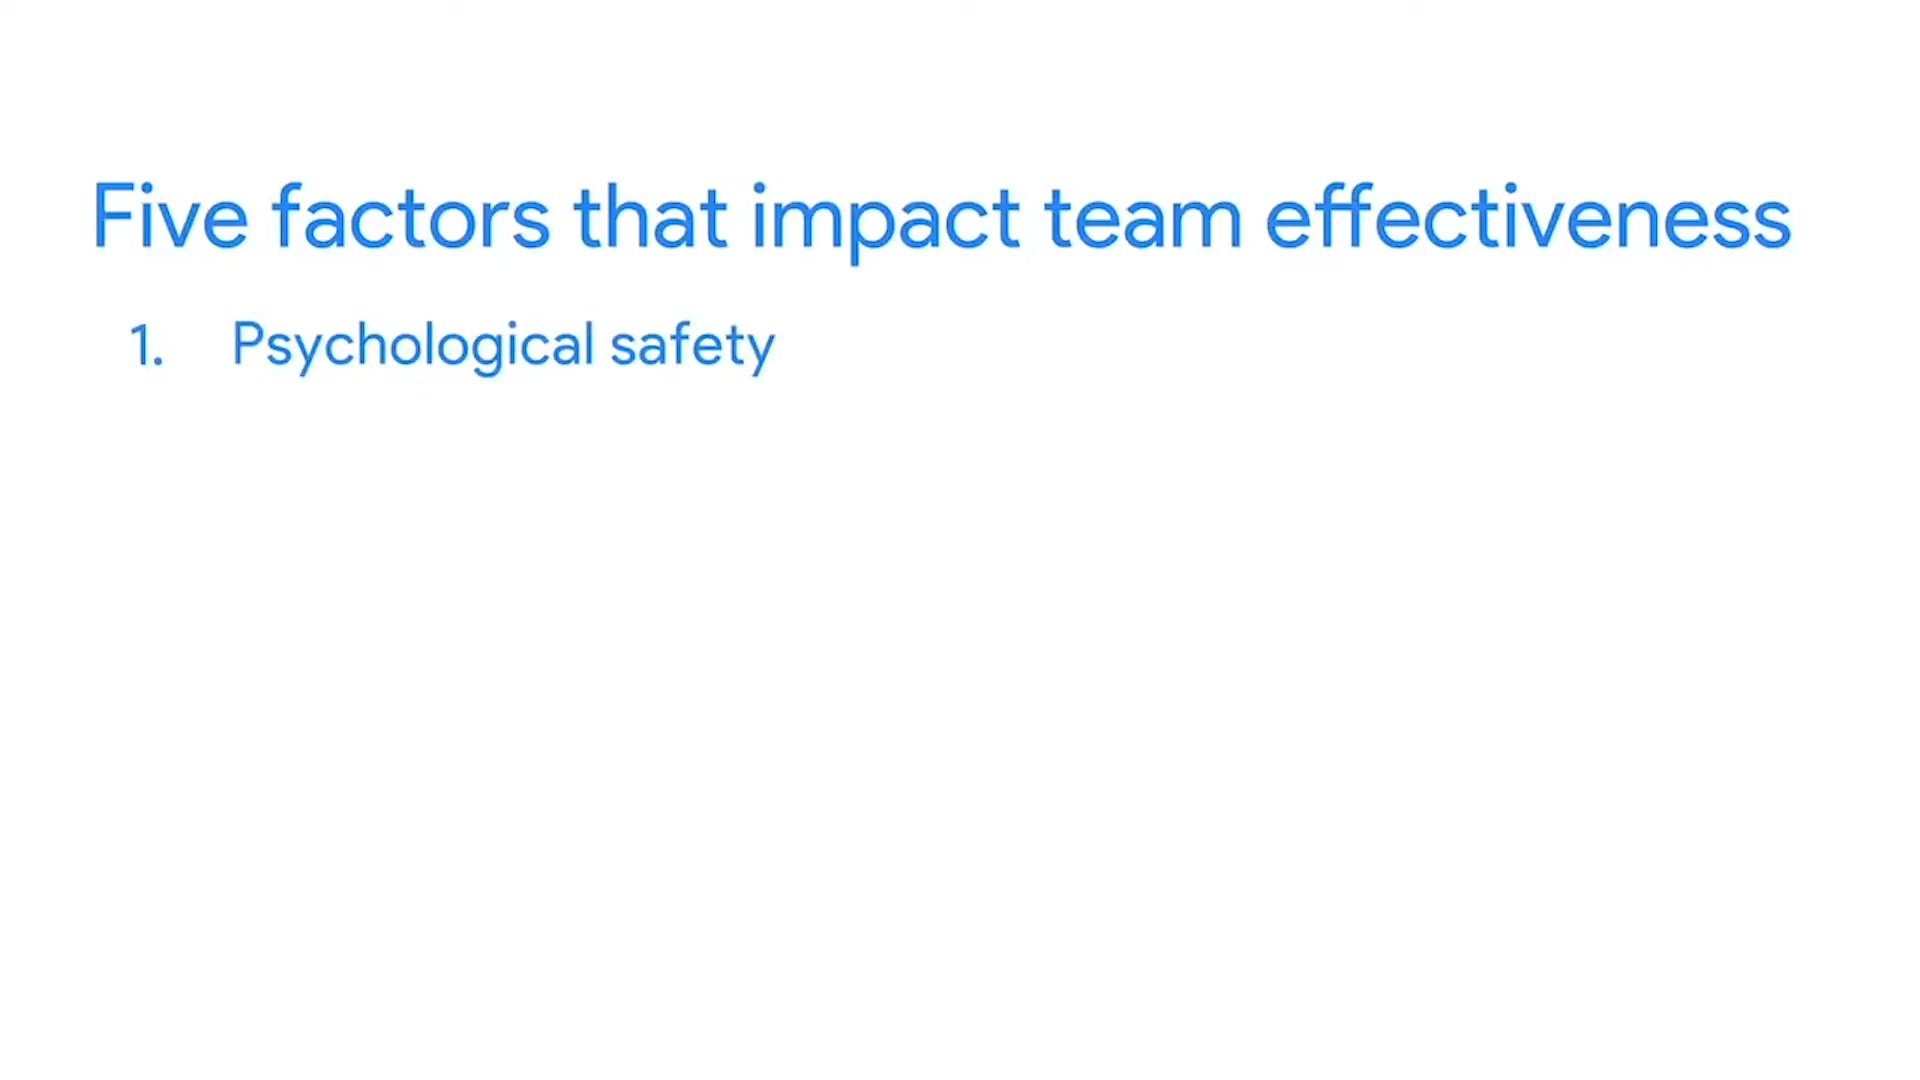 Five factors that impact team effectiveness
1. Psychological safety